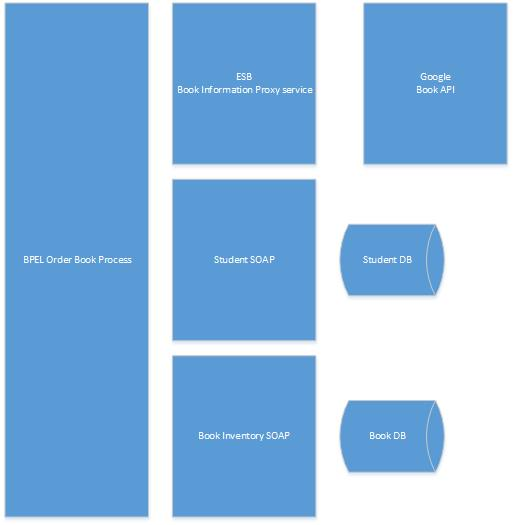 BPEL Order Book Process
ESB
Book Information Proxy service
Google
Book API
Student SOAP
Student DB
Book Inventory SOAP
Book DB